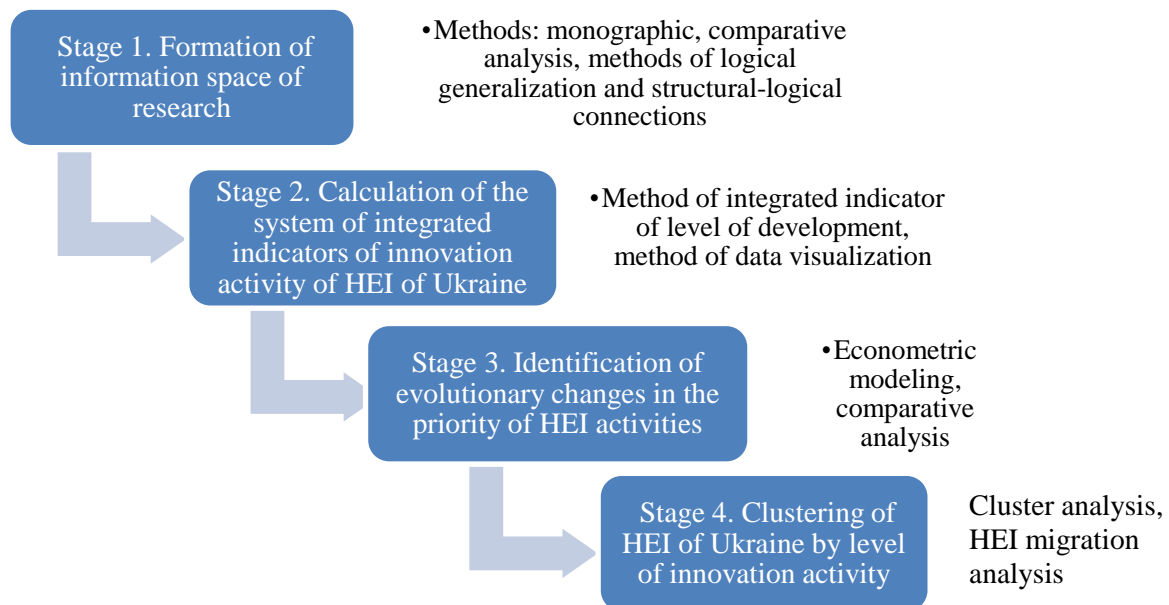 Stage 1. Formation of
information space of
research
•Methods: monographic, comparative
analysis, methods of logical
generalization and structural-logical
connections
Stage 2. Calculation of the
system of integrated
indicators of innovation
activity of HEI of Ukraine
•Method of integrated indicator
of level of development,
method of data visualization
Stage 3. Identification of
evolutionary changes in the
priority of HEI activities
•Econometric
modeling,
comparative
analysis
Stage 4. Clustering of
HEI of Ukraine by level
of innovation activity
Cluster analysis,
HEI migration
analysis